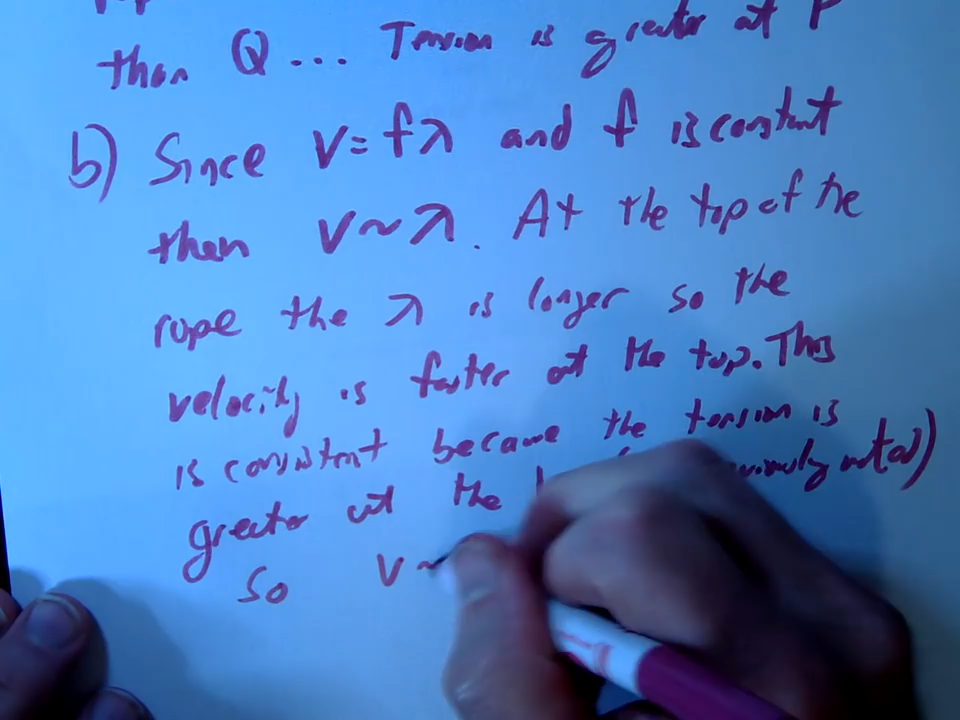 than Q ... Tension is greater at P
b) Since v = fλ and f is constant
then v ~ λ. At the top of the
rope the λ is longer so the
velocity is faster at the top. This
is consistent because the tension is
greater at the noted)
So v ~